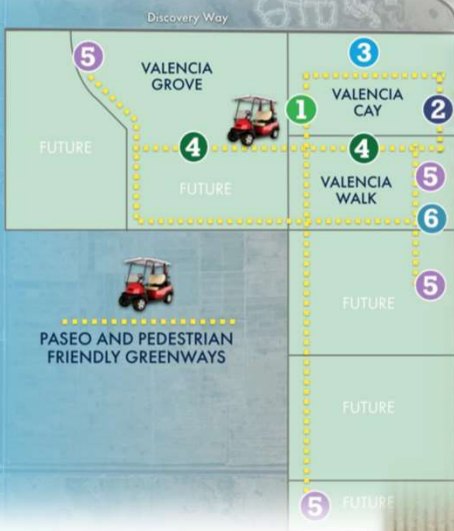 Discovery Way
5
VALENCIA
GROVE
3
1
VALENCIA
CAY
2
FUTURE
4
4
FUTURE
VALENCIA
WALK
5
6
5
FUTURE
PASEO AND PEDESTRIAN
FRIENDLY GREENWAYS
FUTURE
5
FUTURE